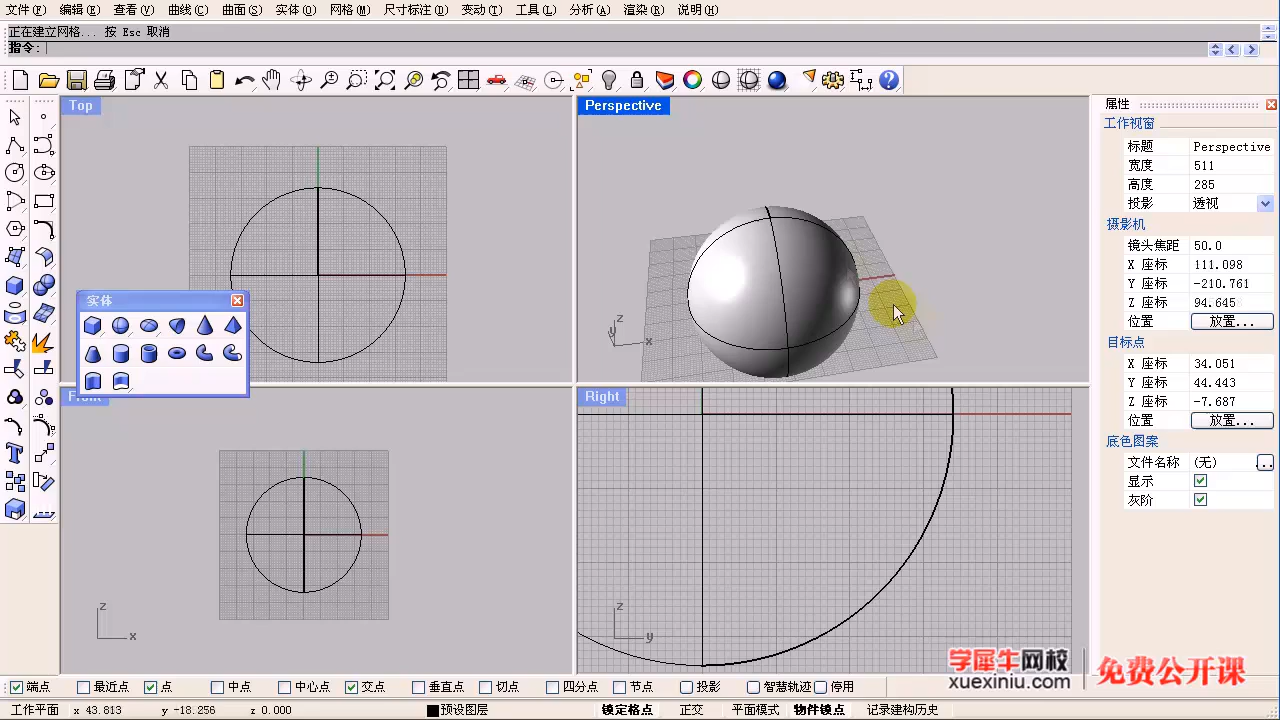 文件(F) 编辑(E) 查看(V) 曲线(C) 曲面(S) 实体(O) 网格(M) 尺寸标注(D) 变动(T) 工具(L) 分析(A) 渲染(R) 说明(H)
正在建立网格... 按 Esc 取消
指令:
Top
Perspective
实体
Front
Right
z
y
x
z
x
z
y
属性
工作视窗
标题 Perspective
宽度 511
高度 285
投影 透视
摄影机
镜头焦距 50.0
X 座标 111.098
Y 座标 -210.761
Z 座标 94.645
位置 放置...
目标点
X 座标 34.051
Y 座标 44.443
Z 座标 -7.687
位置 放置...
底色图案
文件名称 (无) ...
显示
灰阶
学犀牛网校
xuexiniu.com
免费公开课
端点 最近点 点 中点 中心点 交点 垂直点 切点 四分点 节点 投影 智慧轨迹 停用
工作平面 x 43.813 y -18.256 z 0.000 预设图层 锁定格点 正交 平面模式 物件锁点 记录建构历史